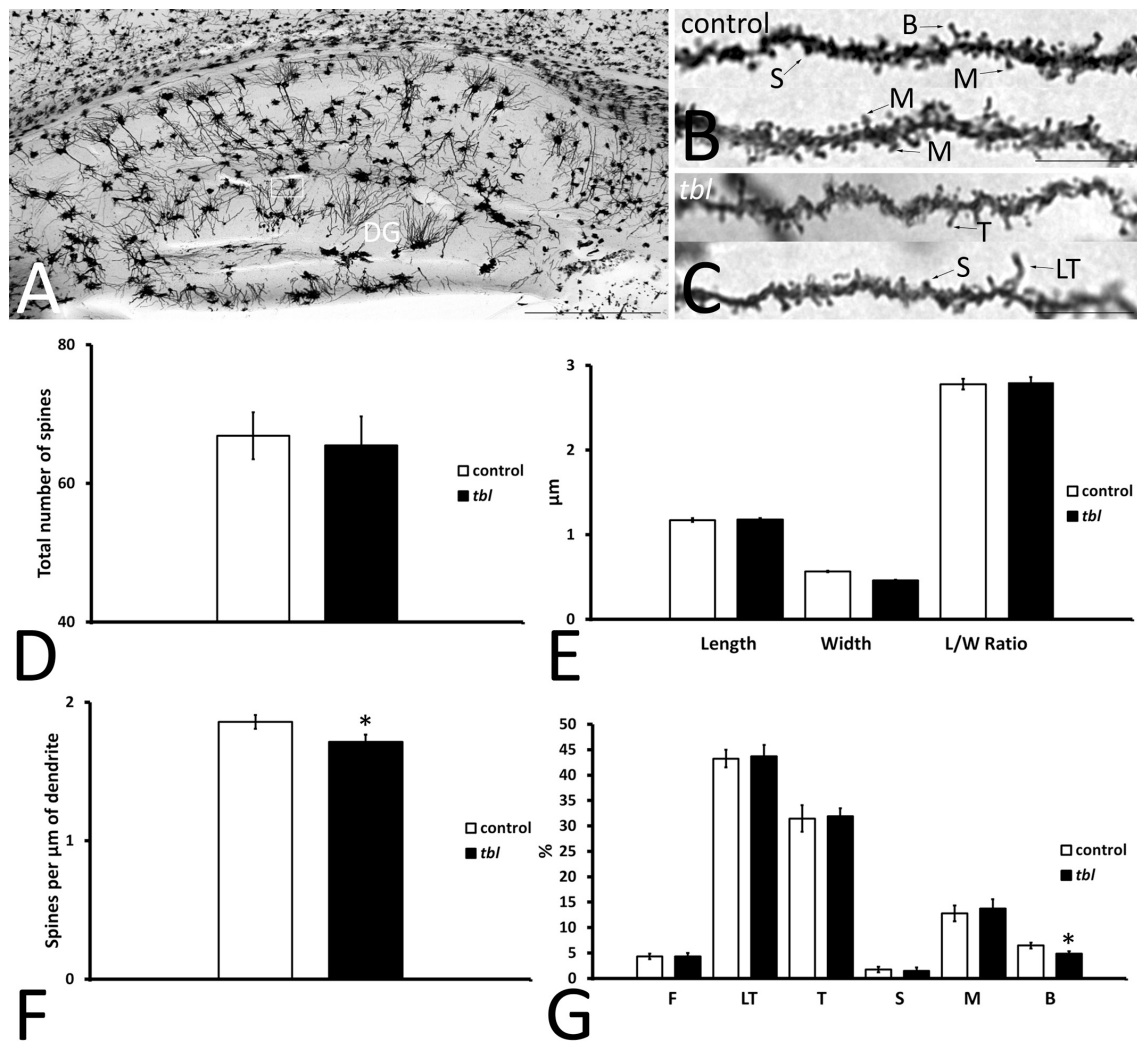 DG
A
control
B
S
M
M
M
B
tbl
T
S
LT
C
80
60
40
Total number of spines
control
tbl
D
3
2
1
0
µm
Length Width L/W Ratio
control
tbl
E
2
1
0
Spines per µm of dendrite
*
control
tbl
F
50
45
40
35
30
25
20
15
10
5
0
%
F LT T S M B
*
control
tbl
G